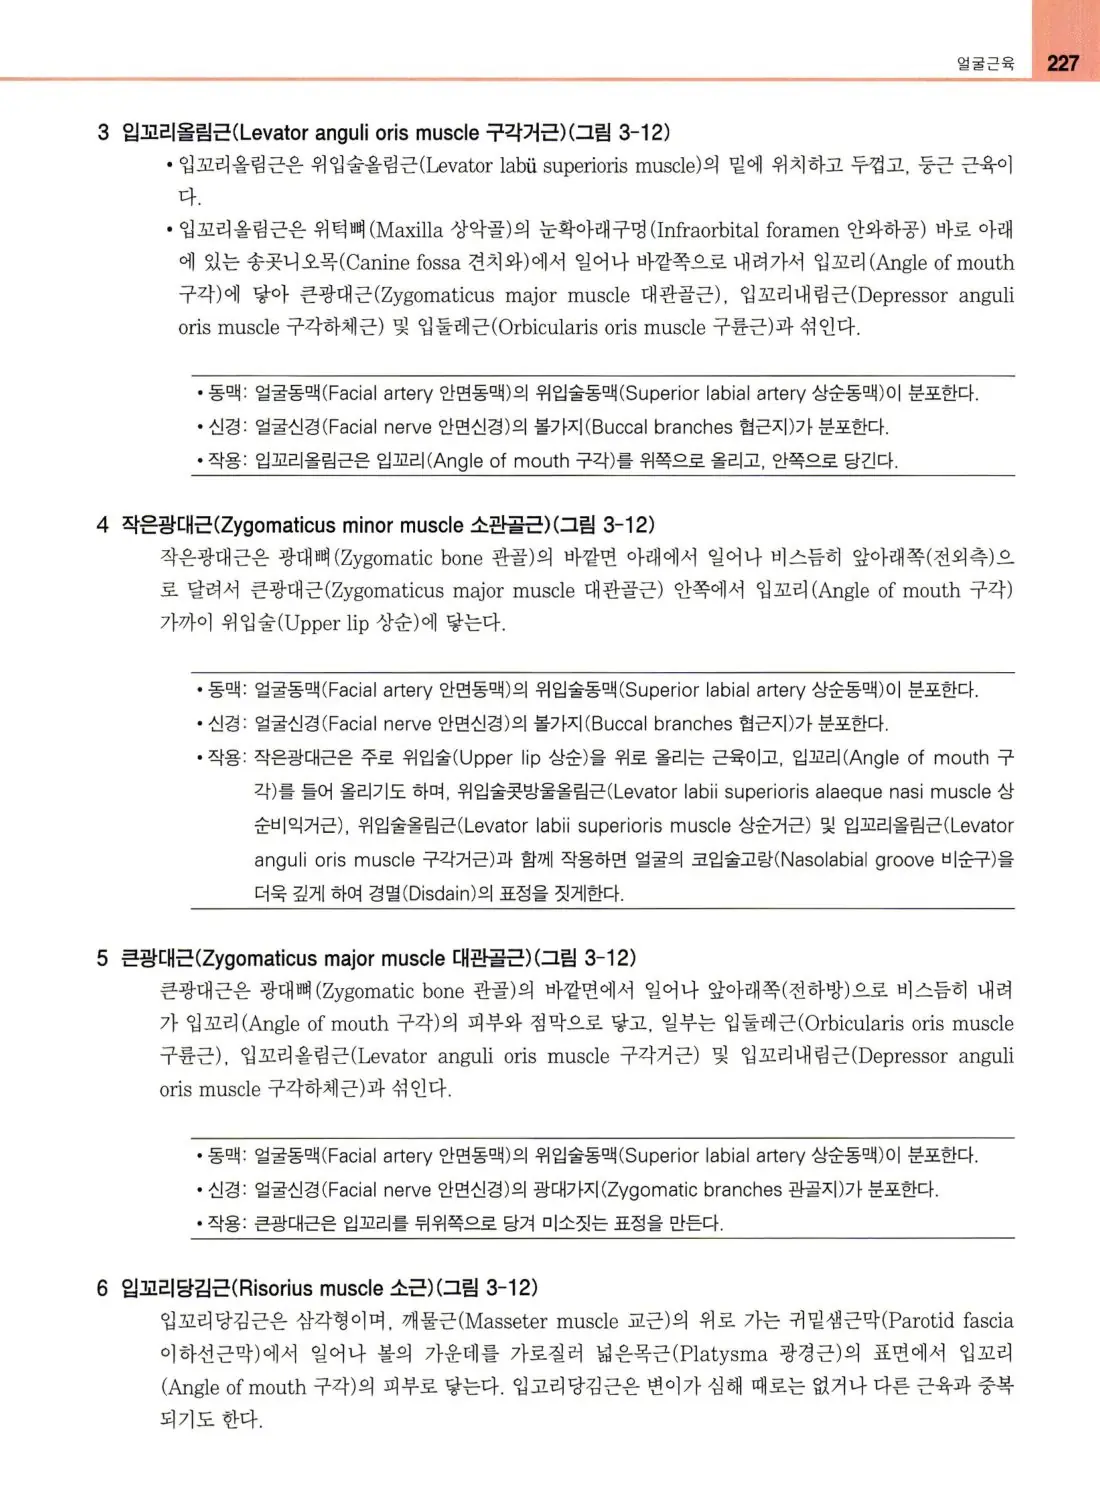 얼굴근육 227
3 입꼬리올림근(Levator anguli oris muscle 구각거근)(그림 3-12)
• 입꼬리올림근은 위입술올림근(Levator labü superioris muscle)의 밑에 위치하고 두껍고, 둥근 근육이
다.
• 입꼬리올림근은 위턱뼈(Maxilla 상악골)의 눈확아래구멍(Infraorbital foramen 안와하공) 바로 아래
에 있는 송곳니오목(Canine fossa 견치와)에서 일어나 바깥쪽으로 내려가서 입꼬리(Angle of mouth
구각)에 닿아 큰광대근(Zygomaticus major muscle 대관골근), 입꼬리내림근(Depressor anguli
oris muscle 구각하체근) 및 입둘레근(Orbicularis oris muscle 구륜근)과 섞인다.
• 동맥: 얼굴동맥(Facial artery 안면동맥)의 위입술동맥(Superior labial artery 상순동맥)이 분포한다.
• 신경: 얼굴신경(Facial nerve 안면신경)의 볼가지(Buccal branches 협근지)가 분포한다.
• 작용: 입꼬리올림근은 입꼬리(Angle of mouth 구각)를 위쪽으로 올리고, 안쪽으로 당긴다.
4 작은광대근(Zygomaticus minor muscle 소관골근)(그림 3-12)
작은광대근은 광대뼈(Zygomatic bone 관골)의 바깥면 아래에서 일어나 비스듬히 앞아래쪽(전외측)으
로 달려서 큰광대근(Zygomaticus major muscle 대관골근) 안쪽에서 입꼬리(Angle of mouth 구각)
가까이 위입술(Upper lip 상순)에 닿는다.
• 동맥: 얼굴동맥(Facial artery 안면동맥)의 위입술동맥(Superior labial artery 상순동맥)이 분포한다.
• 신경: 얼굴신경(Facial nerve 안면신경)의 볼가지(Buccal branches 협근지)가 분포한다.
• 작용: 작은광대근은 주로 위입술(Upper lip 상순)을 위로 올리는 근육이고, 입꼬리(Angle of mouth 구
각)를 들어 올리기도 하며, 위입술콧방울올림근(Levator labii superioris alaeque nasi muscle 상
순비익거근), 위입술올림근(Levator labii superioris muscle 상순거근) 및 입꼬리올림근(Levator
anguli oris muscle 구각거근)과 함께 작용하면 얼굴의 코입술고랑(Nasolabial groove 비순구)을
더욱 깊게 하여 경멸(Disdain)의 표정을 짓게한다.
5 큰광대근(Zygomaticus major muscle 대관골근)(그림 3-12)
큰광대근은 광대뼈(Zygomatic bone 관골)의 바깥면에서 일어나 앞아래쪽(전하방)으로 비스듬히 내려
가 입꼬리(Angle of mouth 구각)의 피부와 점막으로 닿고, 일부는 입둘레근(Orbicularis oris muscle
구륜근), 입꼬리올림근(Levator anguli oris muscle 구각거근) 및 입꼬리내림근(Depressor anguli
oris muscle 구각하체근)과 섞인다.
• 동맥: 얼굴동맥(Facial artery 안면동맥)의 위입술동맥(Superior labial artery 상순동맥)이 분포한다.
• 신경: 얼굴신경(Facial nerve 안면신경)의 광대가지(Zygomatic branches 관골지)가 분포한다.
• 작용: 큰광대근은 입꼬리를 뒤위쪽으로 당겨 미소짓는 표정을 만든다.
6 입꼬리당김근(Risorius muscle 소근)(그림 3-12)
입꼬리당김근은 삼각형이며, 깨물근(Masseter muscle 교근)의 위로 가는 귀밑샘근막(Parotid fascia
이하선근막)에서 일어나 볼의 가운데를 가로질러 넓은목근(Platysma 광경근)의 표면에서 입꼬리
(Angle of mouth 구각)의 피부로 닿는다. 입고리당김근은 변이가 심해 때로는 없거나 다른 근육과 중복
되기도 한다.